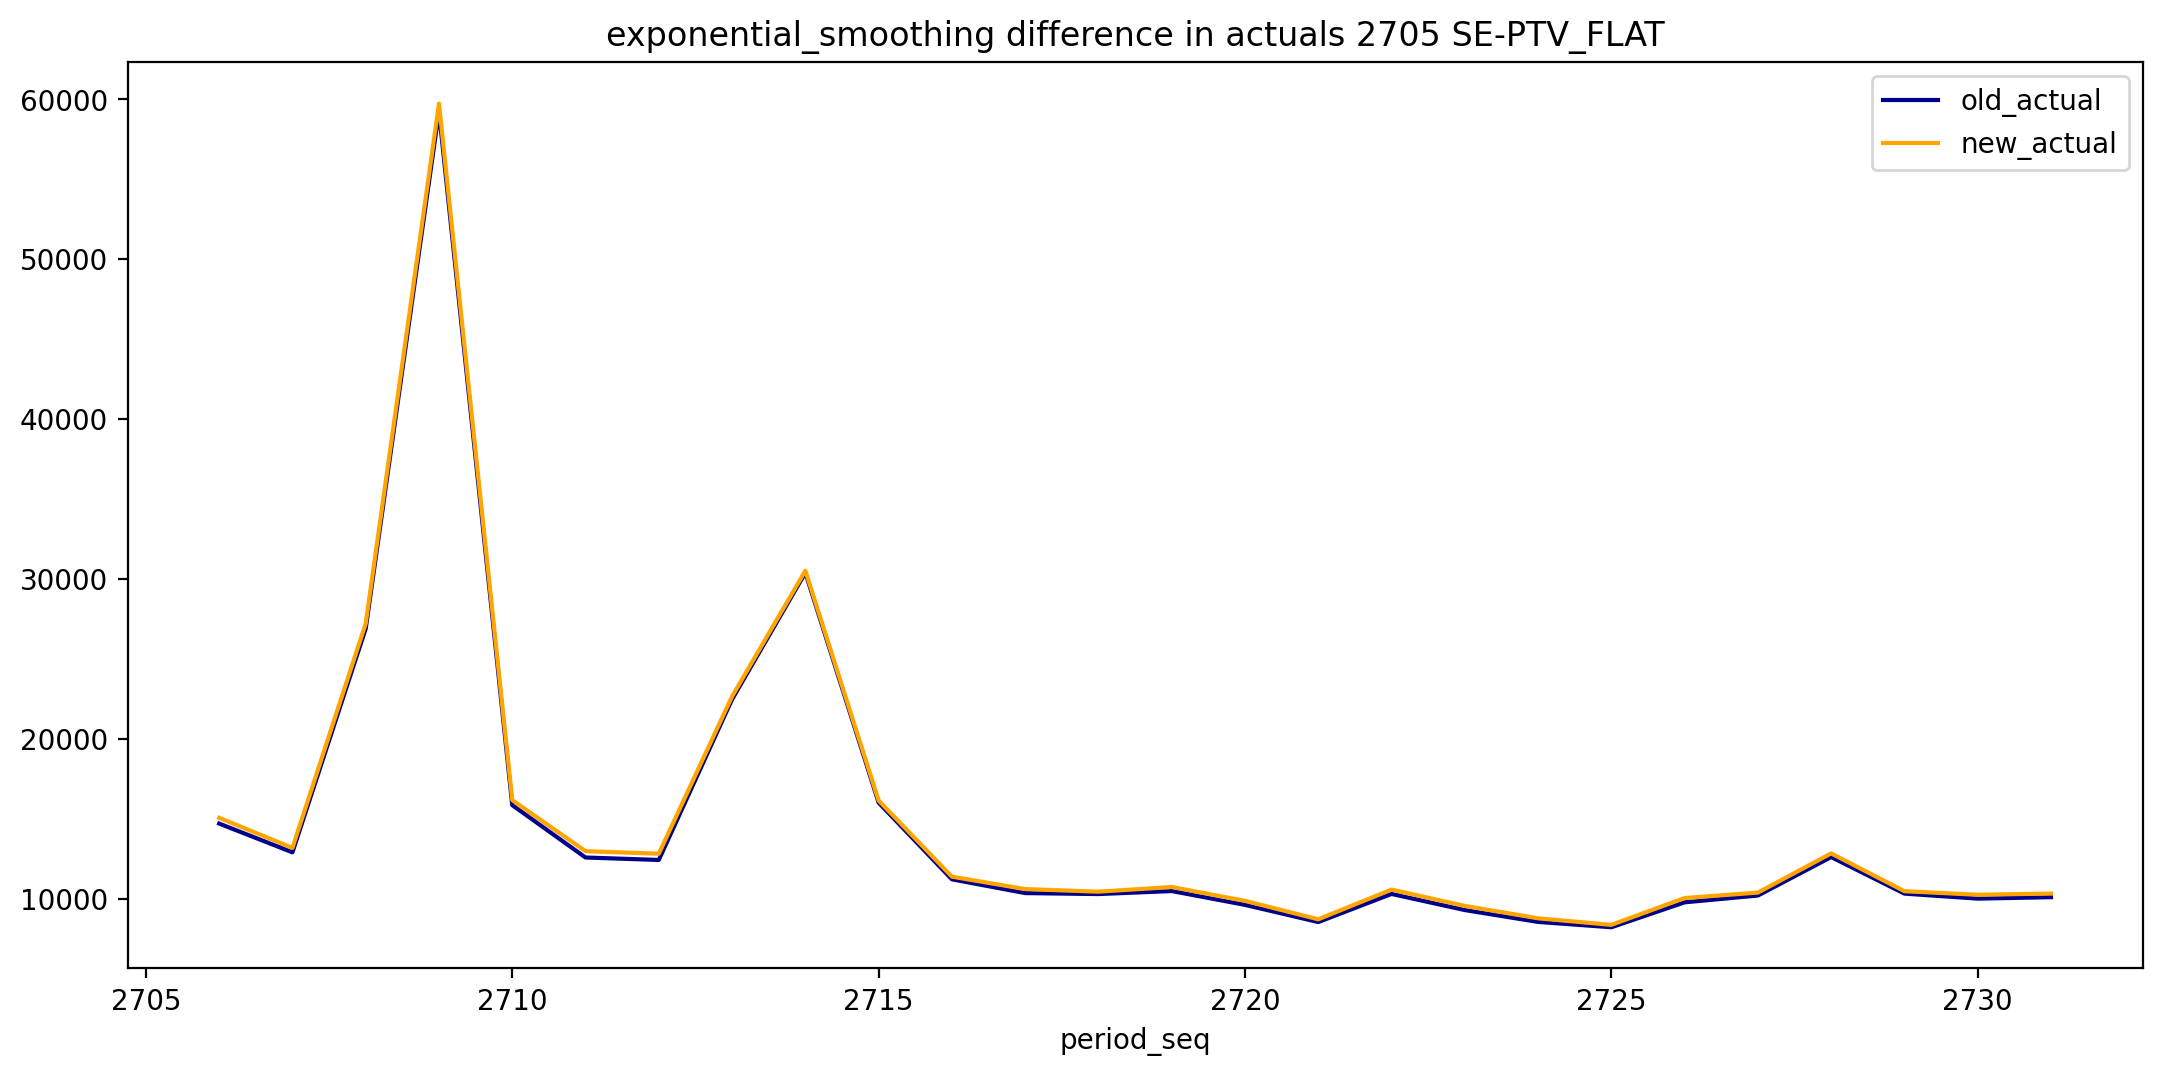 exponential_smoothing difference in actuals 2705 SE-PTV_FLAT
old_actual
new_actual
60000
50000
40000
30000
20000
10000
2705 2710 2715 2720 2725 2730
period_seq